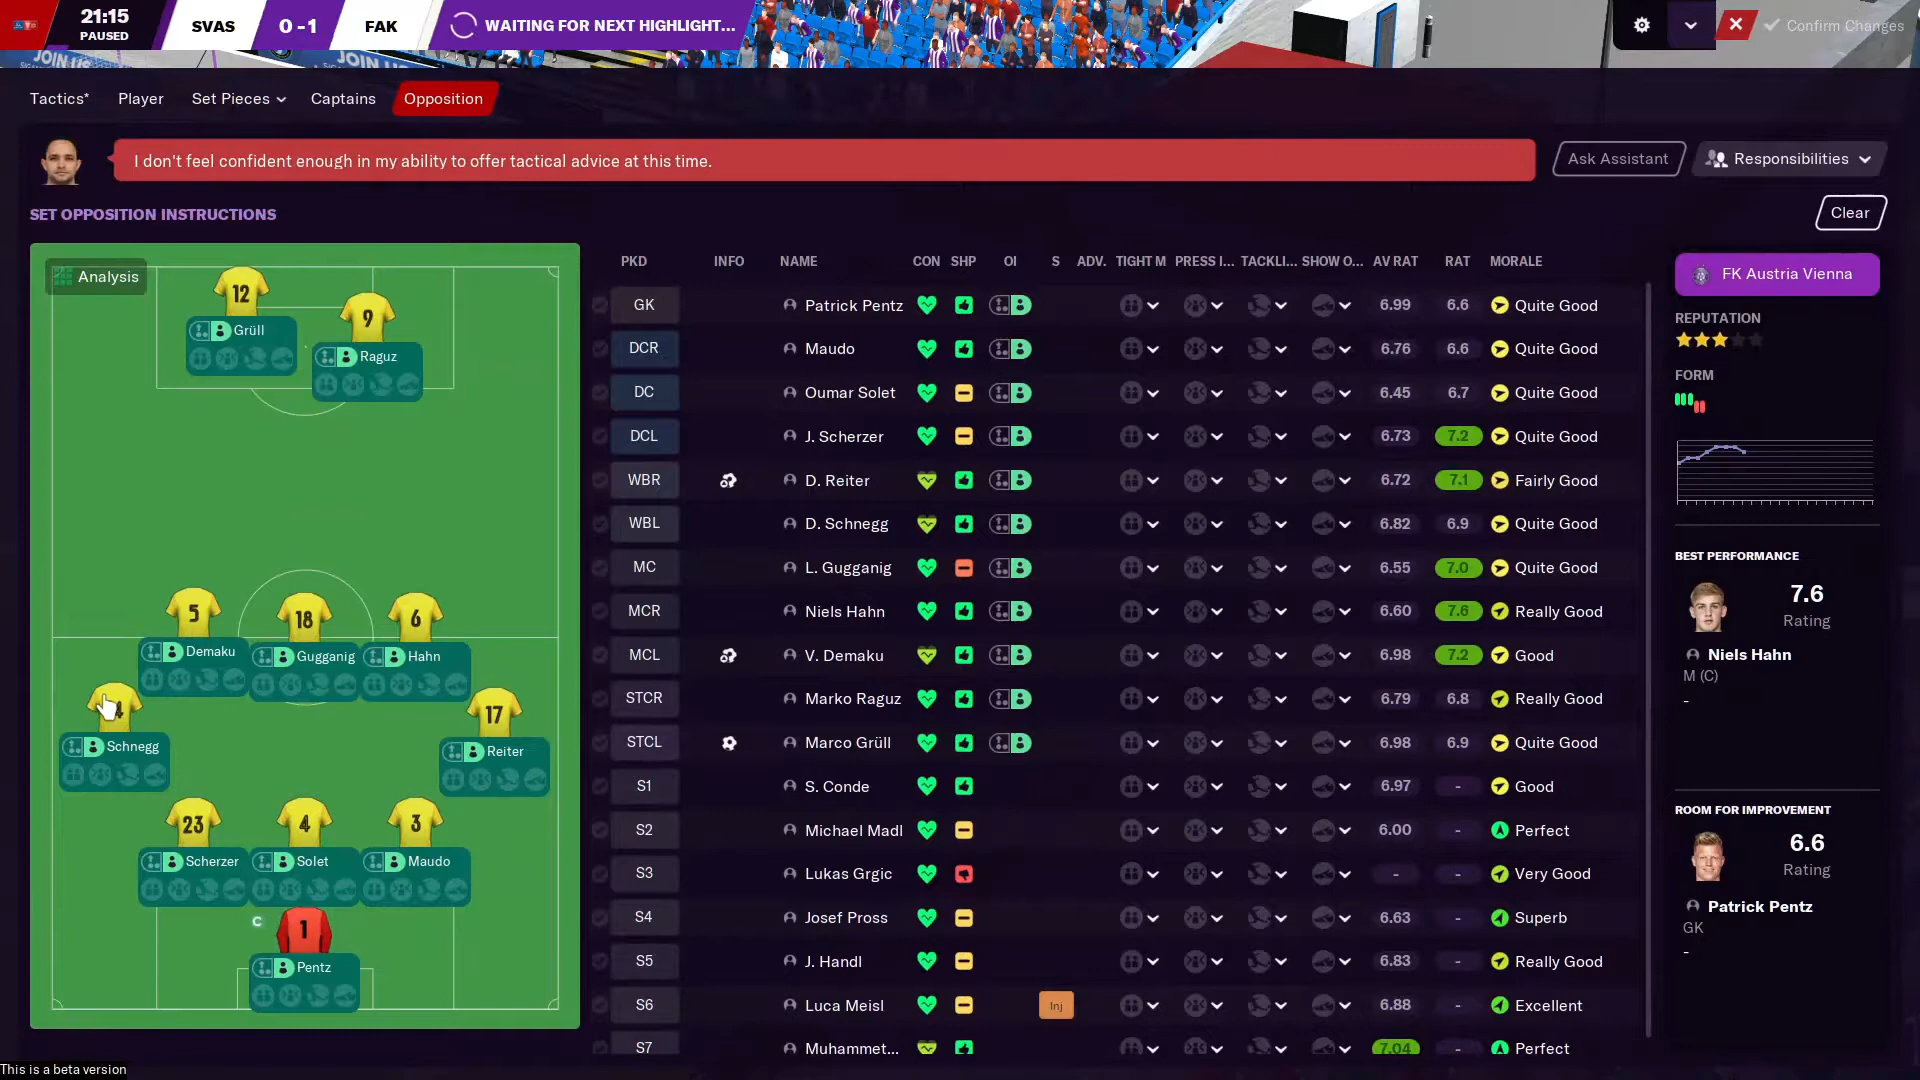 21:15
PAUSED
SVAS
0 - 1
FAK
WAITING FOR NEXT HIGHLIGHT...
Confirm Changes
JOIN US
JOIN US
Tactics*
Player
Set Pieces
Captains
Opposition
I don't feel confident enough in my ability to offer tactical advice at this time.
Ask Assistant
Responsibilities
SET OPPOSITION INSTRUCTIONS
Clear
Analysis
12
Grüll
9
Raguz
5
Demaku
18
Gugganig
6
Hahn
Schnegg
17
Reiter
23
Scherzer
4
Solet
3
Maudo
C
1
Pentz
PKD INFO NAME CON SHP OI S ADV. TIGHT M PRESS I... TACKLI... SHOW O... AV RAT RAT MORALE
GK Patrick Pentz 6.99 6.6 Quite Good
DCR Maudo 6.76 6.6 Quite Good
DC Oumar Solet 6.45 6.7 Quite Good
DCL J. Scherzer 6.73 7.2 Quite Good
WBR D. Reiter 6.72 7.1 Fairly Good
WBL D. Schnegg 6.82 6.9 Quite Good
MC L. Gugganig 6.55 7.0 Quite Good
MCR Niels Hahn 6.60 7.6 Really Good
MCL V. Demaku 6.98 7.2 Good
STCR Marko Raguz 6.79 6.8 Really Good
STCL Marco Grüll 6.98 6.9 Quite Good
S1 S. Conde 6.97 - Good
S2 Michael Madl 6.00 - Perfect
S3 Lukas Grgic - - Very Good
S4 Josef Pross 6.63 - Superb
S5 J. Handl 6.83 - Really Good
S6 Luca Meisl Inj 6.88 - Excellent
S7 Muhammet... 7.04 - Perfect
FK Austria Vienna
REPUTATION
FORM
BEST PERFORMANCE
7.6
Rating
Niels Hahn
M (C)
-
ROOM FOR IMPROVEMENT
6.6
Rating
Patrick Pentz
GK
-
This is a beta version